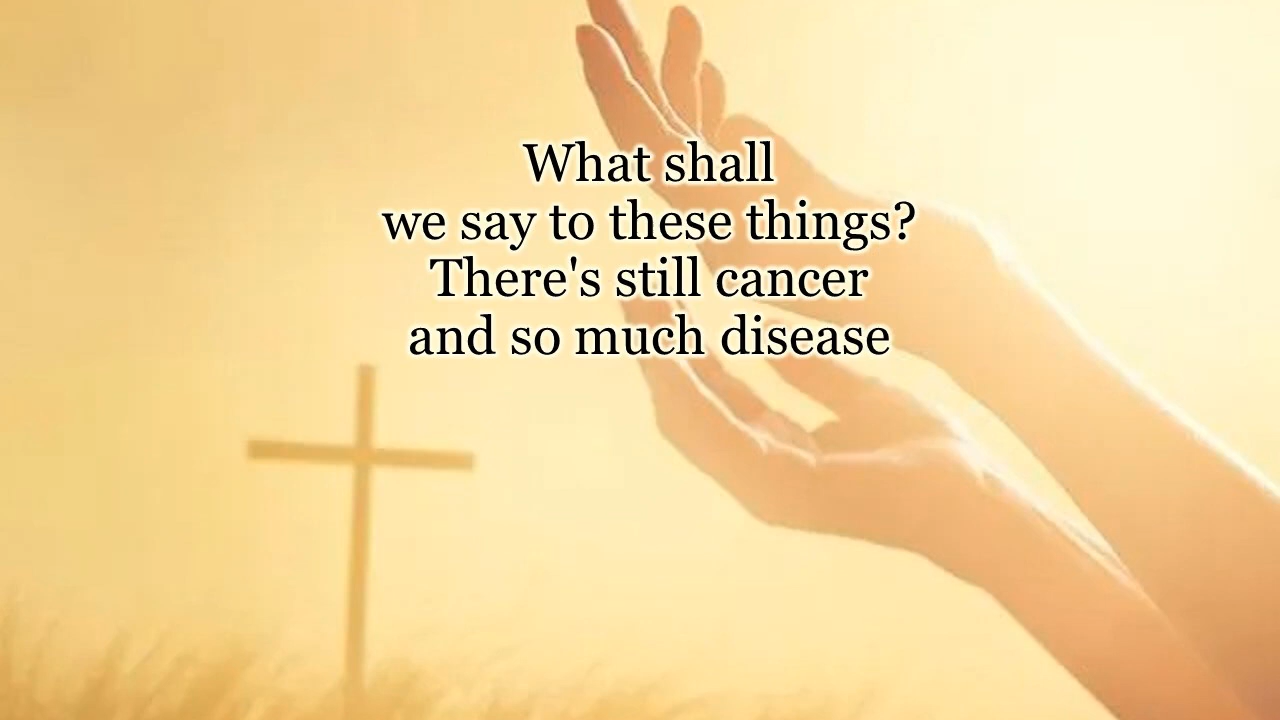 What shall
we say to these things?
There's still cancer
and so much disease